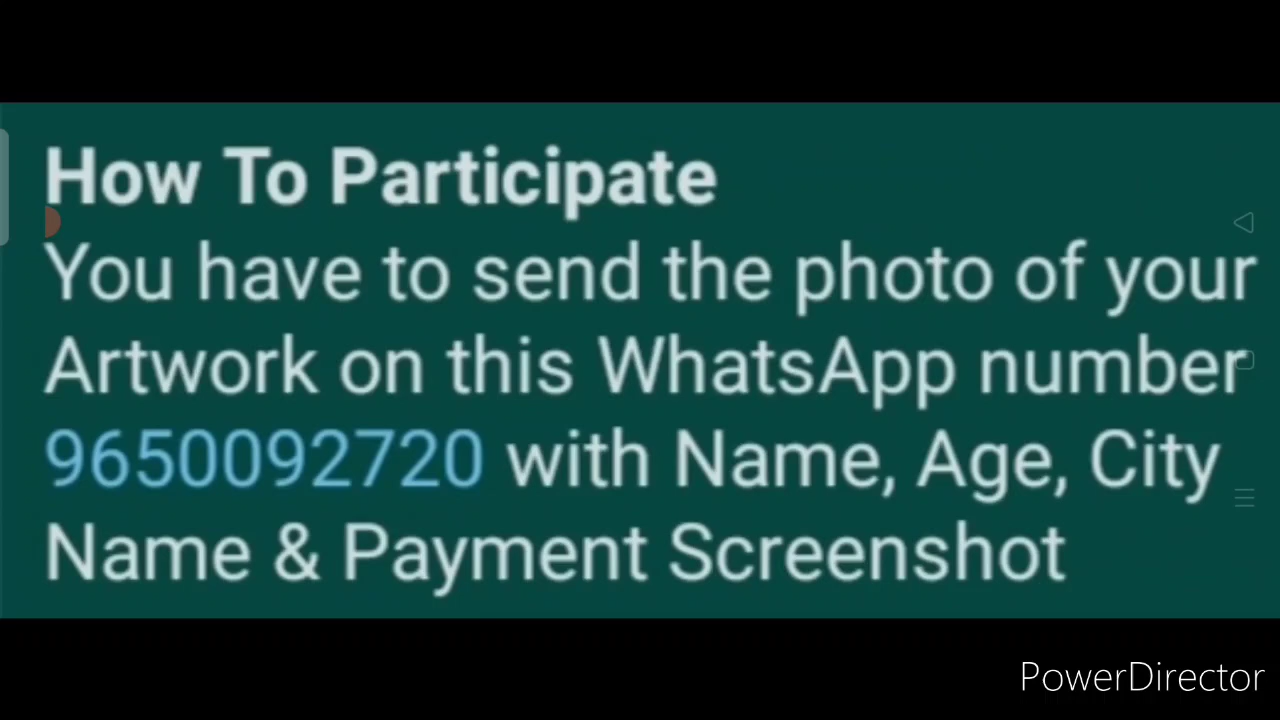 How To Participate
You have to send the photo of your
Artwork on this WhatsApp number
9650092720 with Name, Age, City
Name & Payment Screenshot
PowerDirector